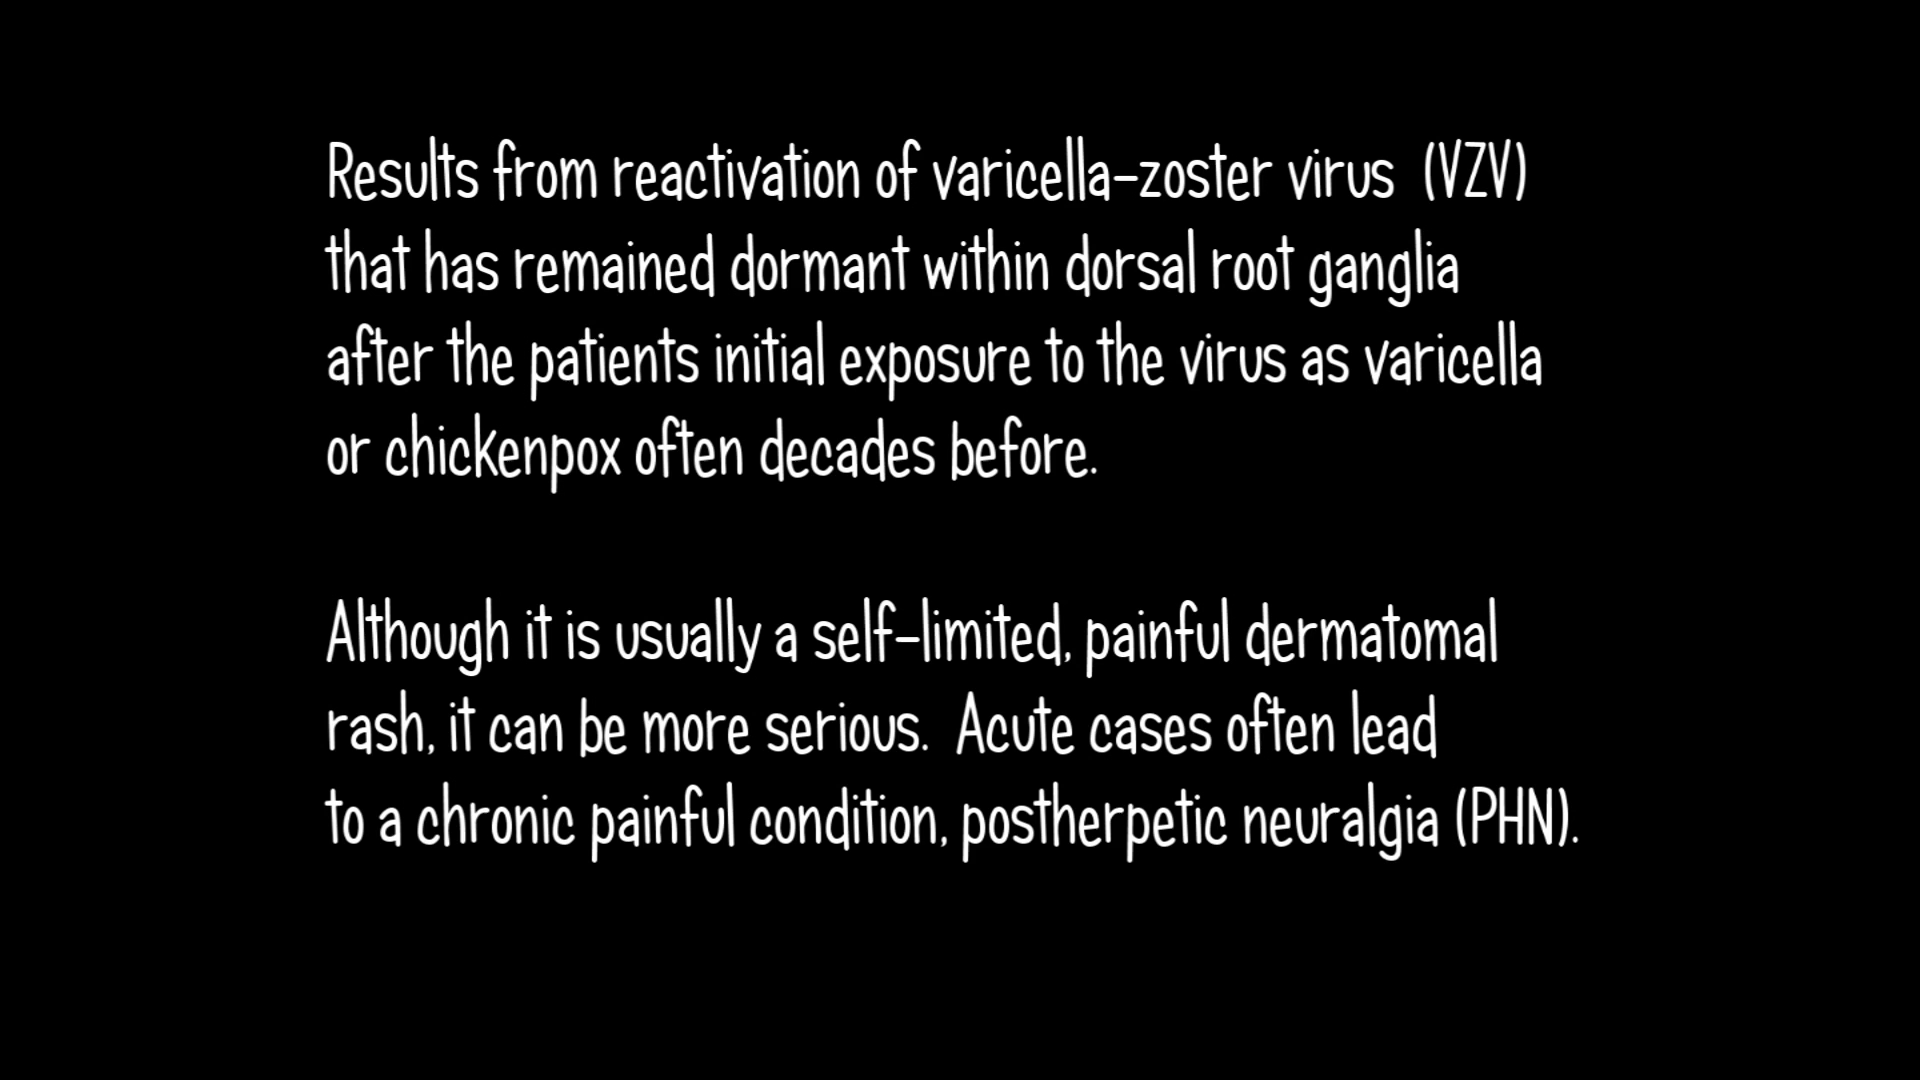 Results from reactivation of varicella-zoster virus  (VZV)
that has remained dormant within dorsal root ganglia
after the patients initial exposure to the virus as varicella
or chickenpox often decades before.
Although it is usually a self-limited, painful dermatomal
rash, it can be more serious.  Acute cases often lead
to a chronic painful condition, postherpetic neuralgia (PHN).